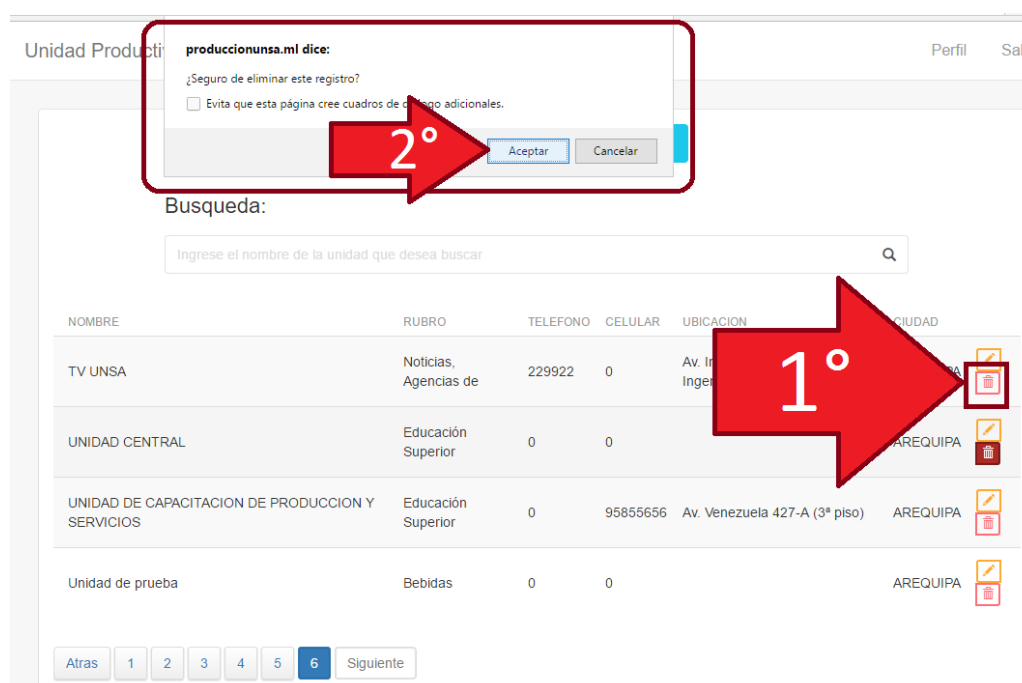 Unidad Producti
produccionunsa.ml dice:
Perfil
Sal
¿Seguro de eliminar este registro?
Evita que esta página cree cuadros de diálogo adicionales.
2°
Aceptar
Cancelar
Busqueda:
Ingrese el nombre de la unidad que desea buscar
NOMBRE RUBRO TELEFONO CELULAR UBICACION CIUDAD
TV UNSA
Noticias,
Agencias de
229922
0
Av.
1°
UNIDAD CENTRAL
Educación
Superior
0
0
AREQUIPA
UNIDAD DE CAPACITACION DE PRODUCCION Y
SERVICIOS
Educación
Superior
0
95855656
Av. Venezuela 427-A (3ª piso)
AREQUIPA
Unidad de prueba
Bebidas
0
0
AREQUIPA
Atras 1 2 3 4 5 6 Siguiente